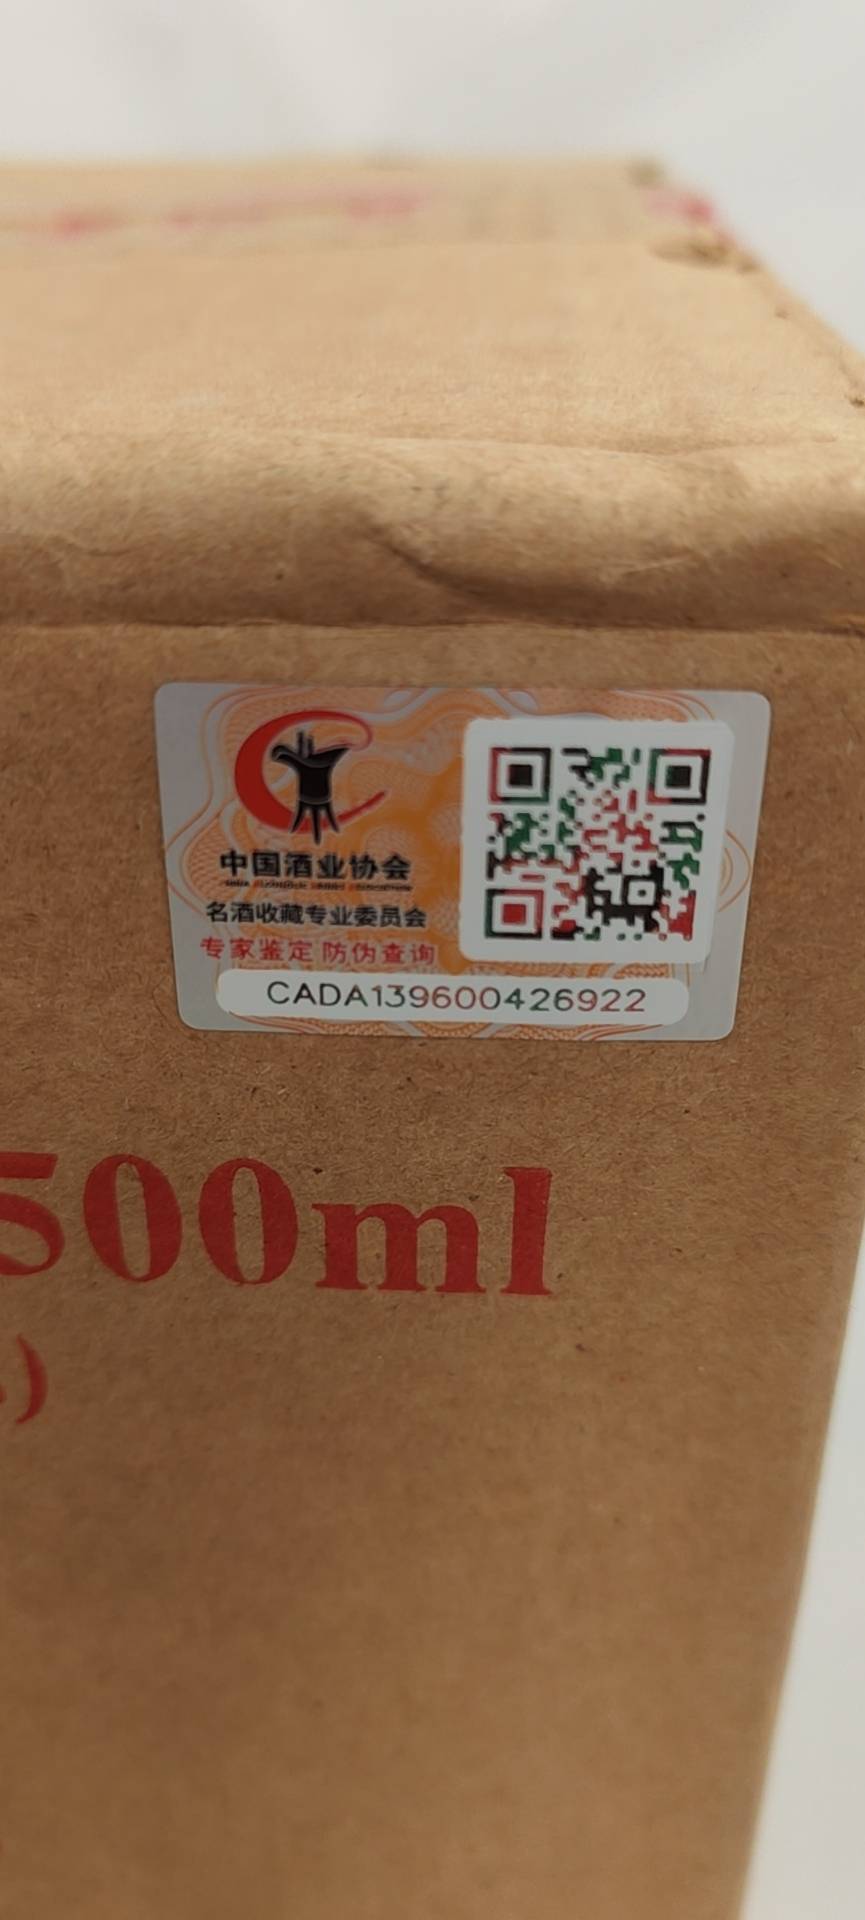 中国酒业协会
名酒收藏专业委员会
专家鉴定 防伪查询
CADA139600426922
500ml
)